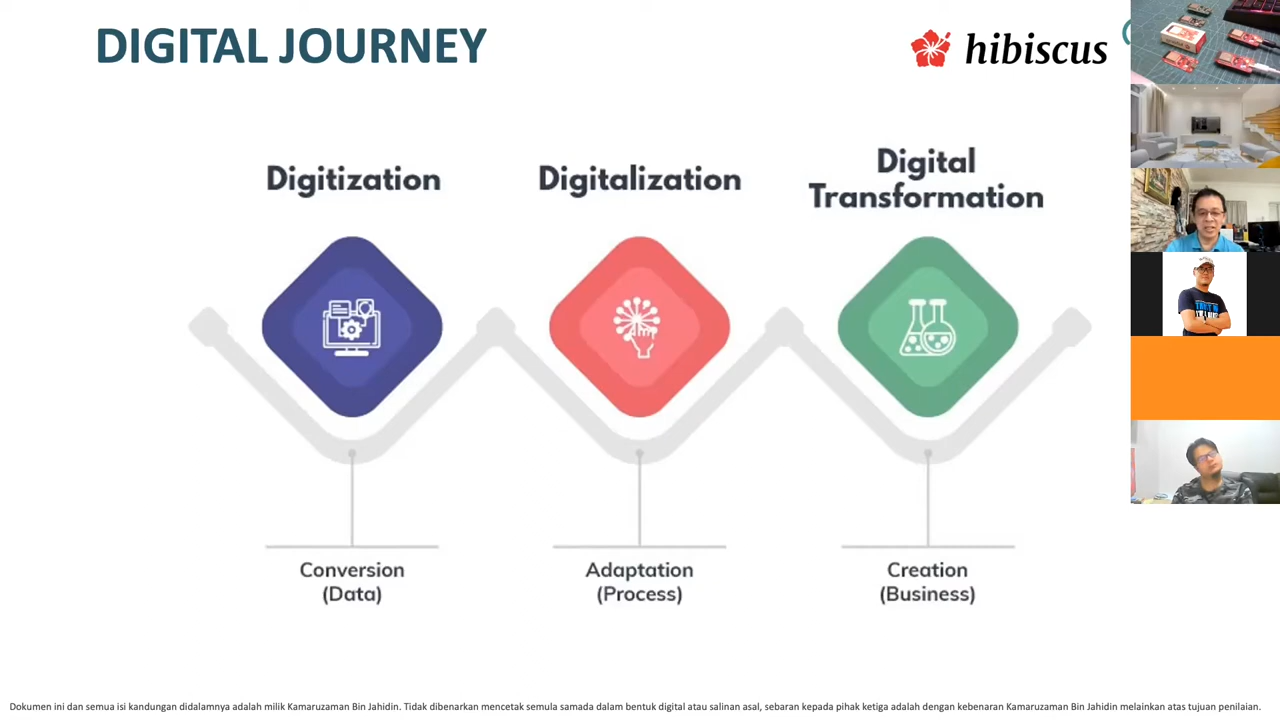 DIGITAL JOURNEY
hibiscus
Digitization
Digitalization
Digital
Transformation
Conversion
(Data)
Adaptation
(Process)
Creation
(Business)
Dokumen ini dan semua isi kandungan didalamnya adalah milik Kamaruzaman Bin Jahidin. Tidak dibenarkan mencetak semula samada dalam bentuk digital atau salinan asal, sebaran kepada pihak ketiga adalah dengan kebenaran Kamaruzaman Bin Jahidin melainkan atas tujuan penilaian.